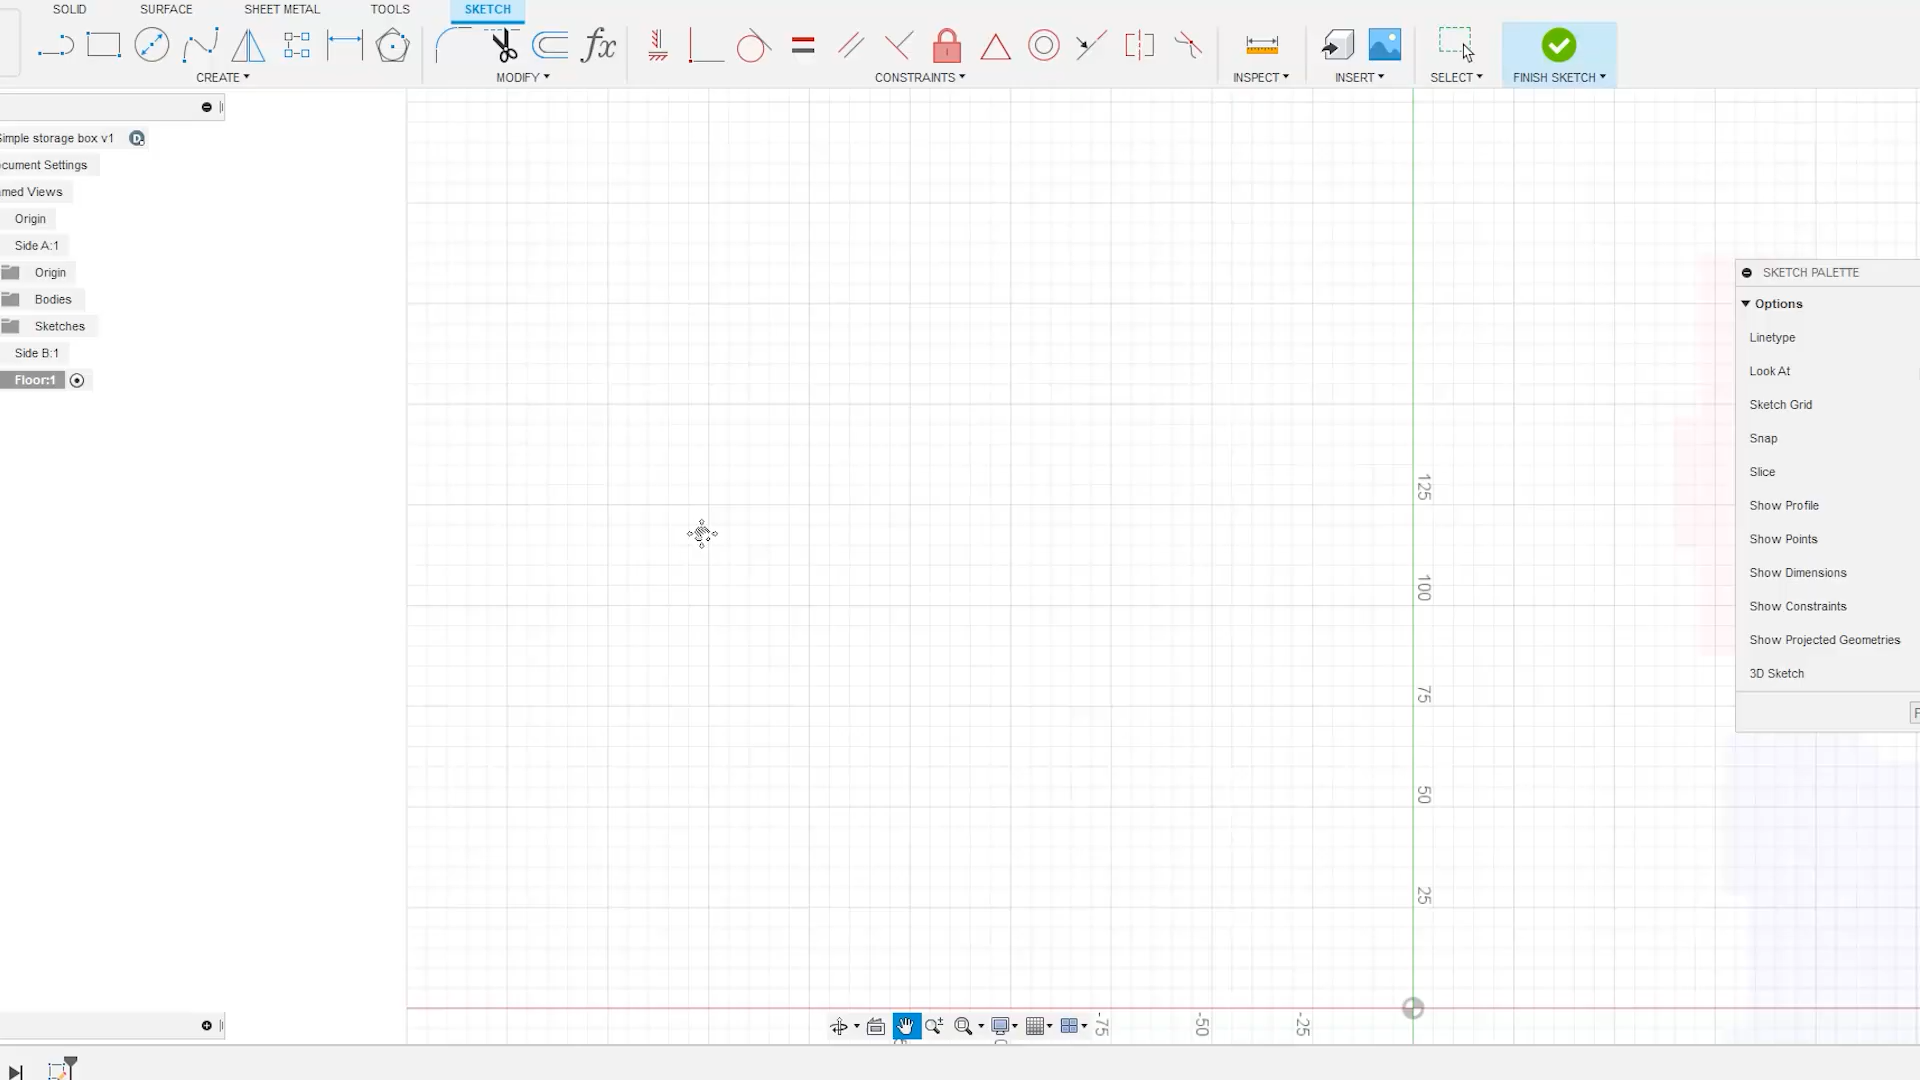 SOLID SURFACE SHEET METAL TOOLS SKETCH
fx
CREATE MODIFY CONSTRAINTS INSPECT INSERT SELECT FINISH SKETCH
Simple storage box v1
ocument Settings
amed Views
Origin
Side A:1
Origin
Bodies
Sketches
Side B:1
Floor:1
SKETCH PALETTE
Options
Linetype
Look At
Sketch Grid
Snap
Slice
Show Profile
Show Points
Show Dimensions
Show Constraints
Show Projected Geometries
3D Sketch
F
125
100
75
50
25
-75
-50
-25